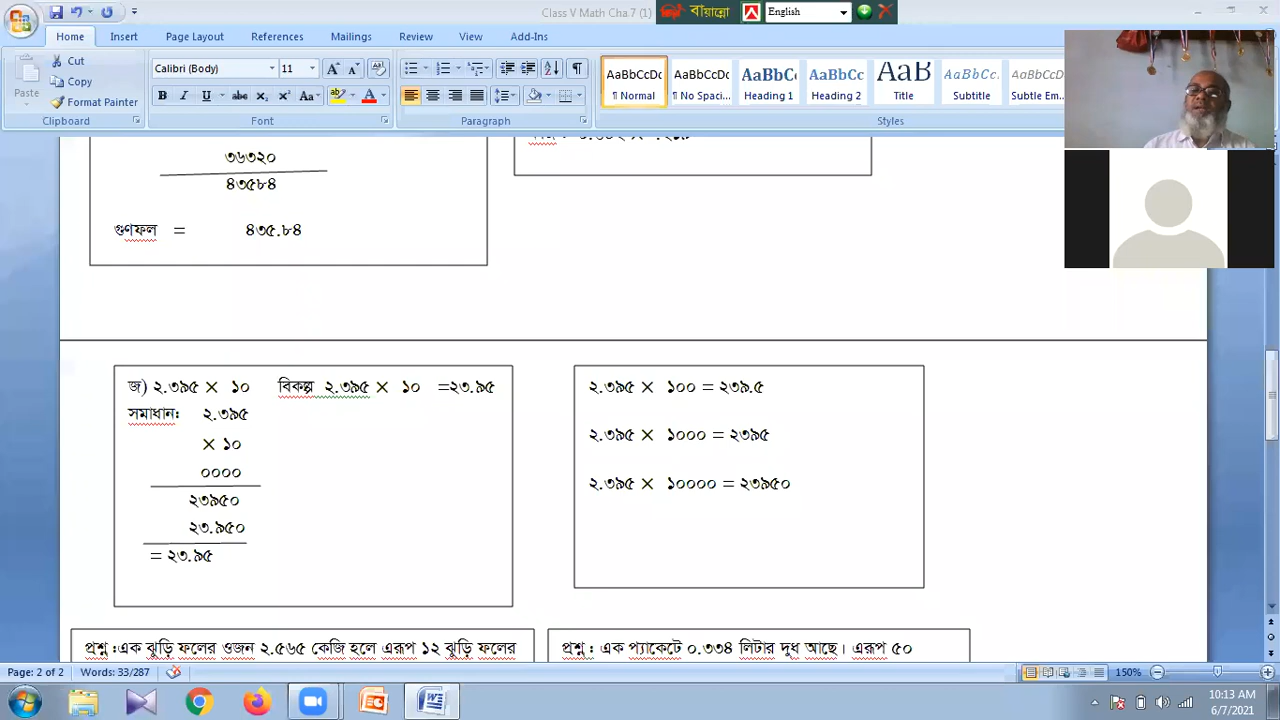 Class V Math Cha.7 (1)
বায়ান্নো
English
Home Insert Page Layout References Mailings Review View Add-Ins
Paste
Cut
Copy
Format Painter
Clipboard
Calibri (Body) 11
Font
Paragraph
AaBbCcDc AaBbCcDc AaBbCc AaBbCc AaB AaBbCcL AaBbCcDc
¶ Normal ¶ No Spaci... Heading 1 Heading 2 Title Subtitle Subtle Em...
Styles
৩৬৩২০
৪৩৫৮৪
গুণফল = ৪৩৫.৮৪
জ) ২.৩৯৫ × ১০ বিকল্প ২.৩৯৫ × ১০ =২৩.৯৫
সমাধান: ২.৩৯৫
× ১০
০০০০
২৩৯৫০
২৩.৯৫০
= ২৩.৯৫
২.৩৯৫ × ১০০ = ২৩৯.৫
২.৩৯৫ × ১০০০ = ২৩৯৫
২.৩৯৫ × ১০০০০ = ২৩৯৫০
প্রশ্ন :এক ঝুড়ি ফলের ওজন ২.৫৬৫ কেজি হলে এরূপ ১২ ঝুড়ি ফলের
প্রশ্ন : এক প্যাকেটে ০.৩৩৪ লিটার দুধ আছে। এরূপ ৫০
Page: 2 of 2 Words: 33/287
150%
10:13 AM
6/7/2021